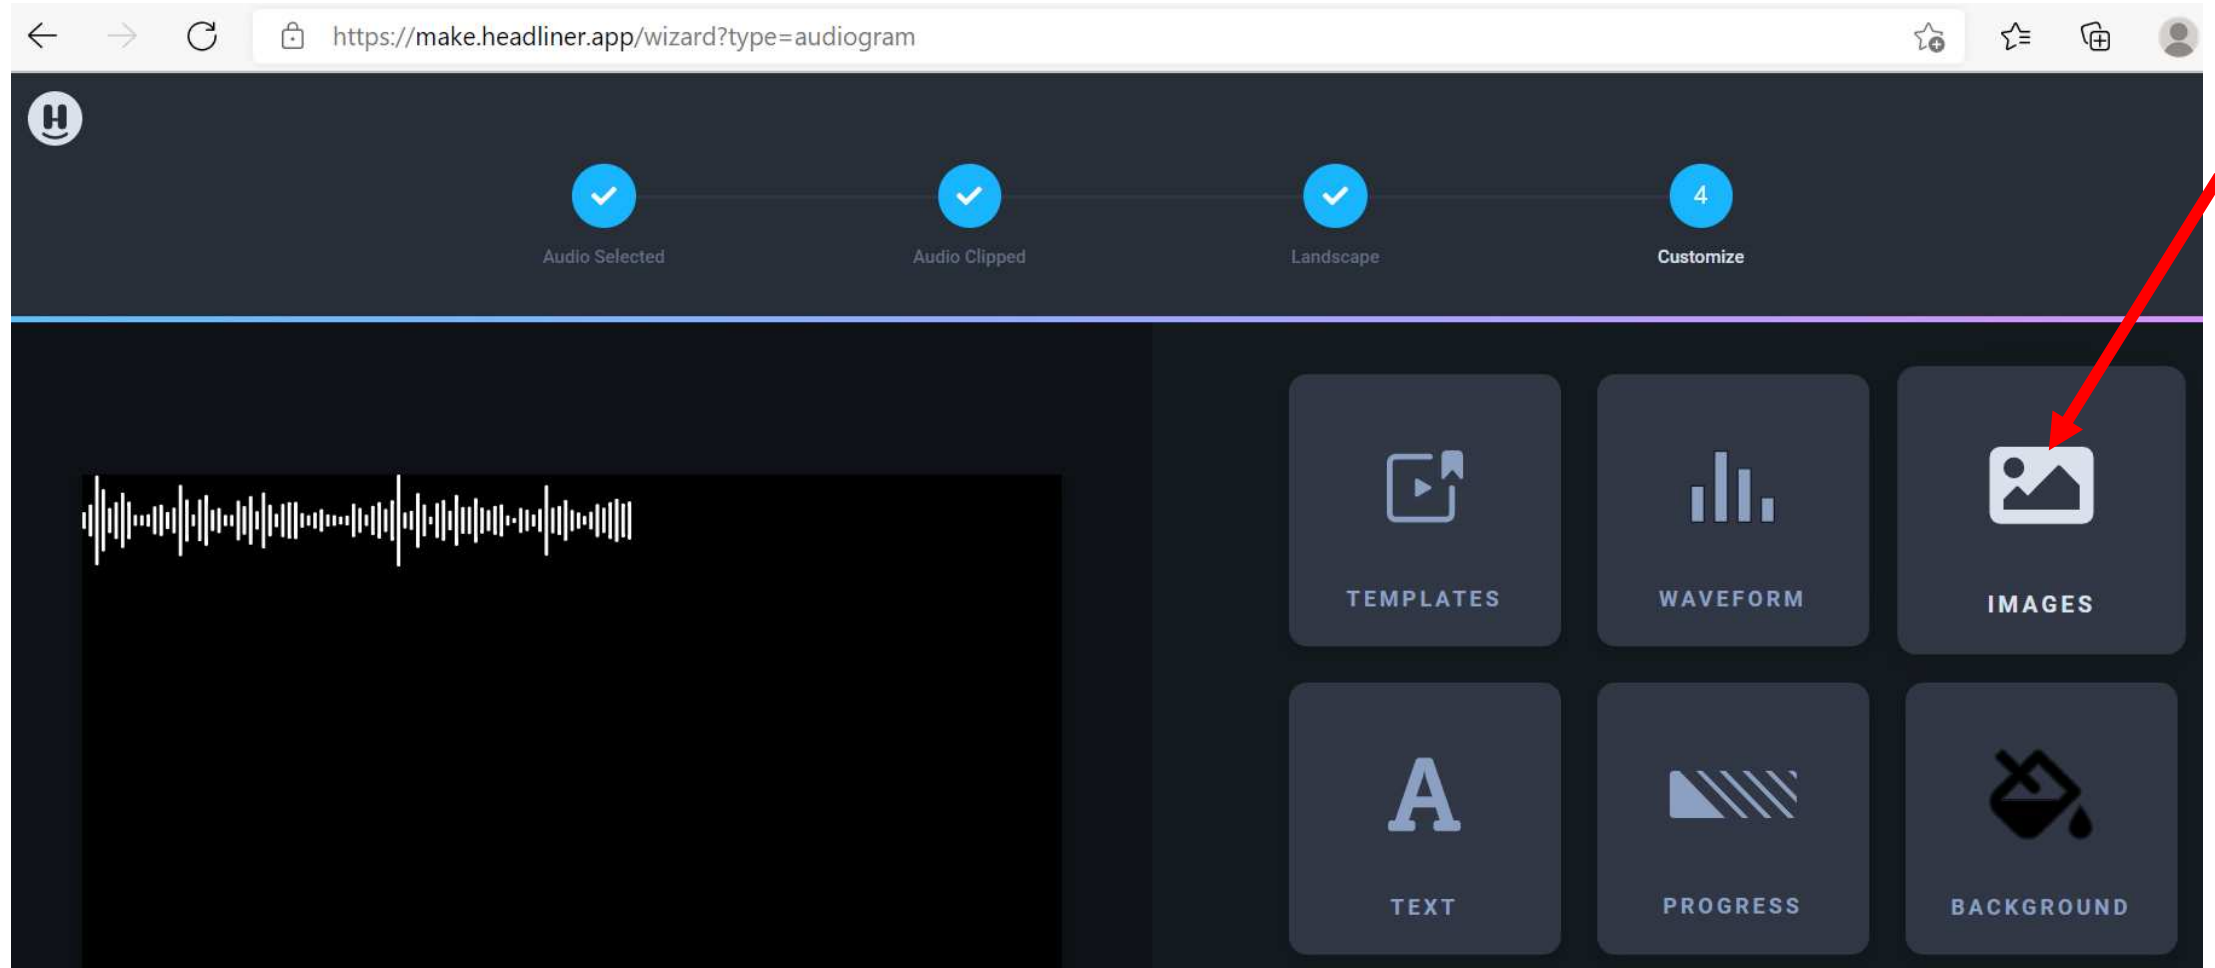 https://make.headliner.app/wizard?type=audiogram
H
4
Audio Selected
Audio Clipped
Landscape
Customize
TEMPLATES
WAVEFORM
IMAGES
A
TEXT
PROGRESS
BACKGROUND